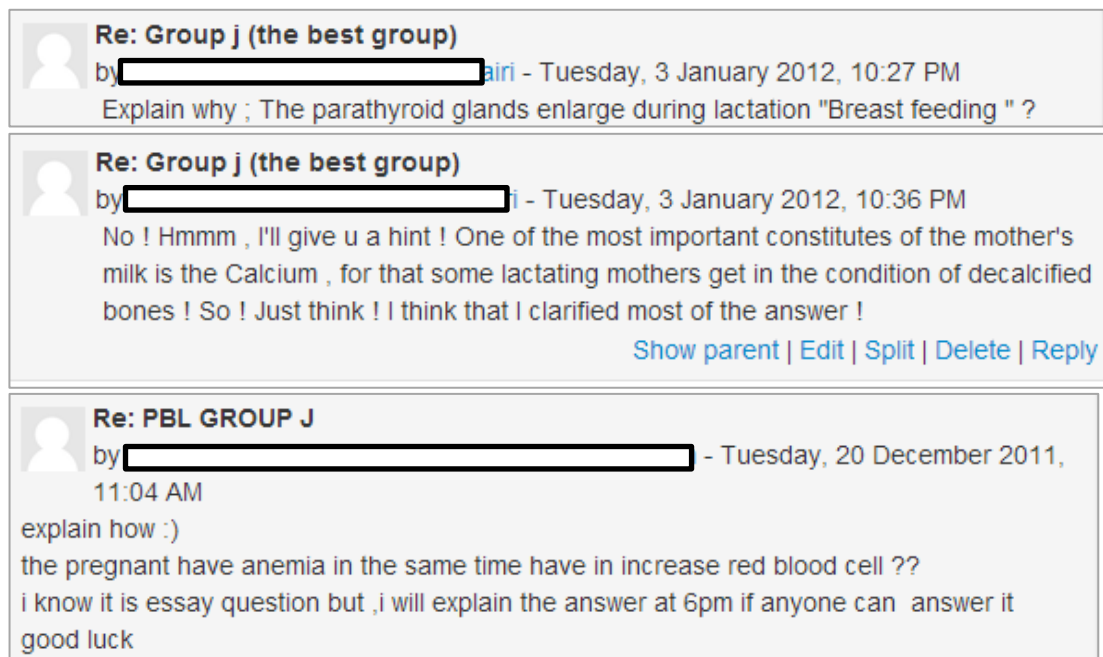 Re: Group j (the best group)
by airi - Tuesday, 3 January 2012, 10:27 PM
Explain why ; The parathyroid glands enlarge during lactation "Breast feeding " ?
Re: Group j (the best group)
by ri - Tuesday, 3 January 2012, 10:36 PM
No ! Hmmm , I'll give u a hint ! One of the most important constitutes of the mother's
milk is the Calcium , for that some lactating mothers get in the condition of decalcified
bones ! So ! Just think ! I think that I clarified most of the answer !
Show parent | Edit | Split | Delete | Reply
Re: PBL GROUP J
by - Tuesday, 20 December 2011,
11:04 AM
explain how :)
the pregnant have anemia in the same time have in increase red blood cell ??
i know it is essay question but ,i will explain the answer at 6pm if anyone can answer it
good luck